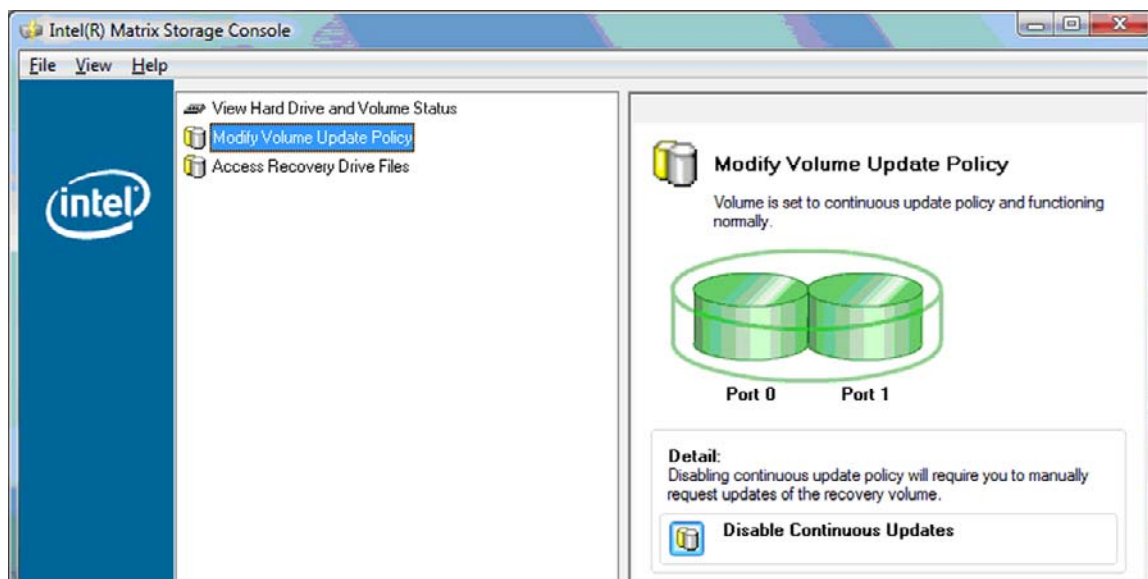 Intel(R) Matrix Storage Console
File View Help
intel
View Hard Drive and Volume Status
Modify Volume Update Policy
Access Recovery Drive Files
Modify Volume Update Policy
Volume is set to continuous update policy and functioning
normally.
Port 0 Port 1
Detail:
Disabling continuous update policy will require you to manually
request updates of the recovery volume.
Disable Continuous Updates